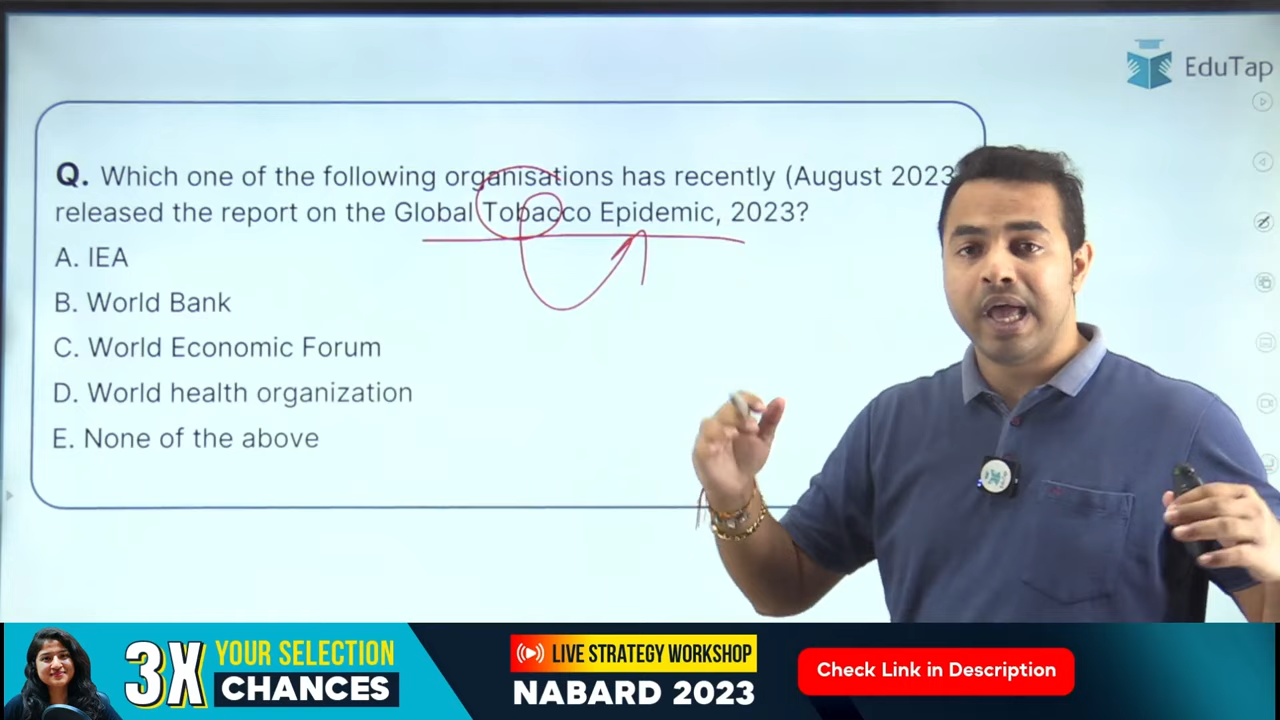 EduTap
Q. Which one of the following organisations has recently (August 2023
released the report on the Global Tobacco Epidemic, 2023?
A. IEA
B. World Bank
C. World Economic Forum
D. World health organization
E. None of the above
3X YOUR SELECTION
CHANCES
LIVE STRATEGY WORKSHOP
NABARD 2023
Check Link in Description